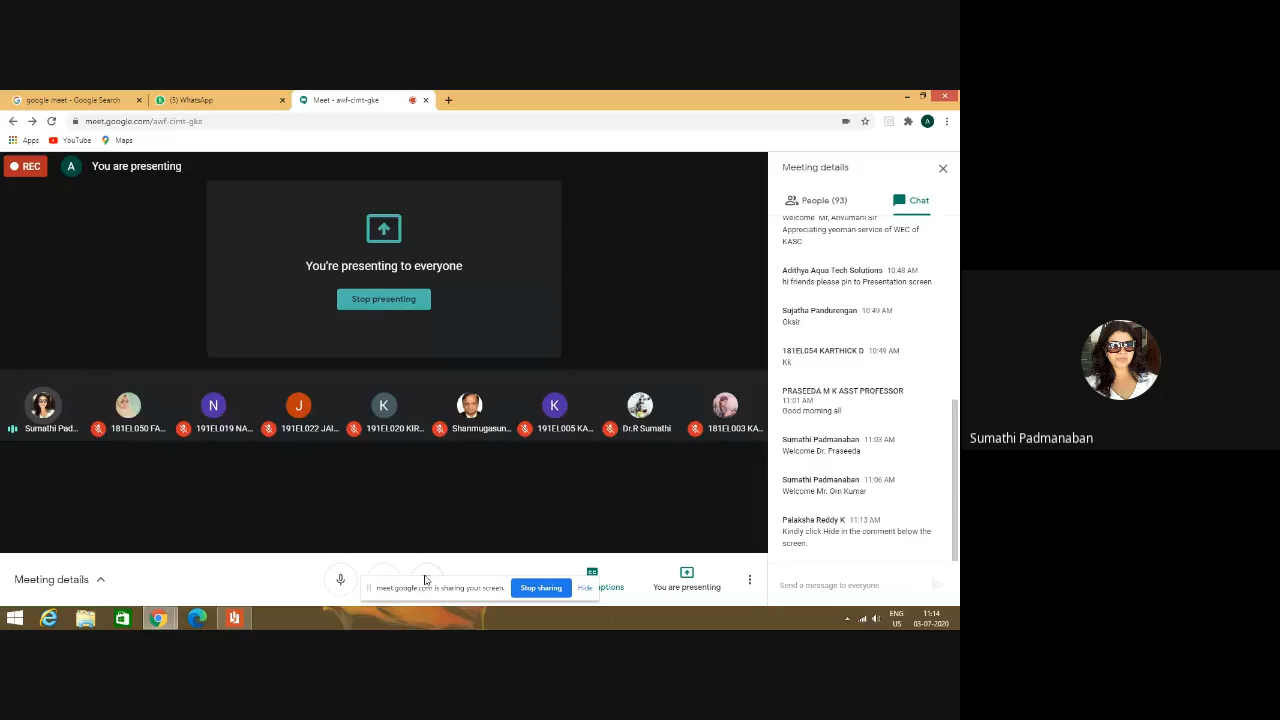 google meet - Google Search
(5) WhatsApp
Meet - awf-cimt-gke
meet.google.com/awf-cimt-gke
A
Apps
YouTube
Maps
REC
A
You are presenting
You're presenting to everyone
Stop presenting
N
J
K
K
Sumathi Pad...
181EL050 FA...
191EL019 NA...
191EL022 JAI...
191EL020 KIR...
Shanmugasun...
191EL005 KA...
Dr.R Sumathi
181EL003 KA...
Meeting details
People (93)
Chat
Welcome Mr, Arivumani Sir
Appreciating yeoman service of WEC of
KASC
Adithya Aqua Tech Solutions 10:48 AM
hi friends please pin to Presentation screen
Sujatha Pandurengan 10:49 AM
Oksir
181EL054 KARTHICK D 10:49 AM
Kk
PRASEEDA M K ASST PROFESSOR
11:01 AM
Good morning all
Sumathi Padmanaban 11:03 AM
Welcome Dr. Praseeda
Sumathi Padmanaban 11:06 AM
Welcome Mr. Om Kumar
Palaksha Reddy K 11:13 AM
Kindly click Hide in the comment below the
screen.
Send a message to everyone
Meeting details
meet.google.com is sharing your screen.
Stop sharing
Hide
CC
aptions
You are presenting
ENG
US
11:14
03-07-2020
Sumathi Padmanaban